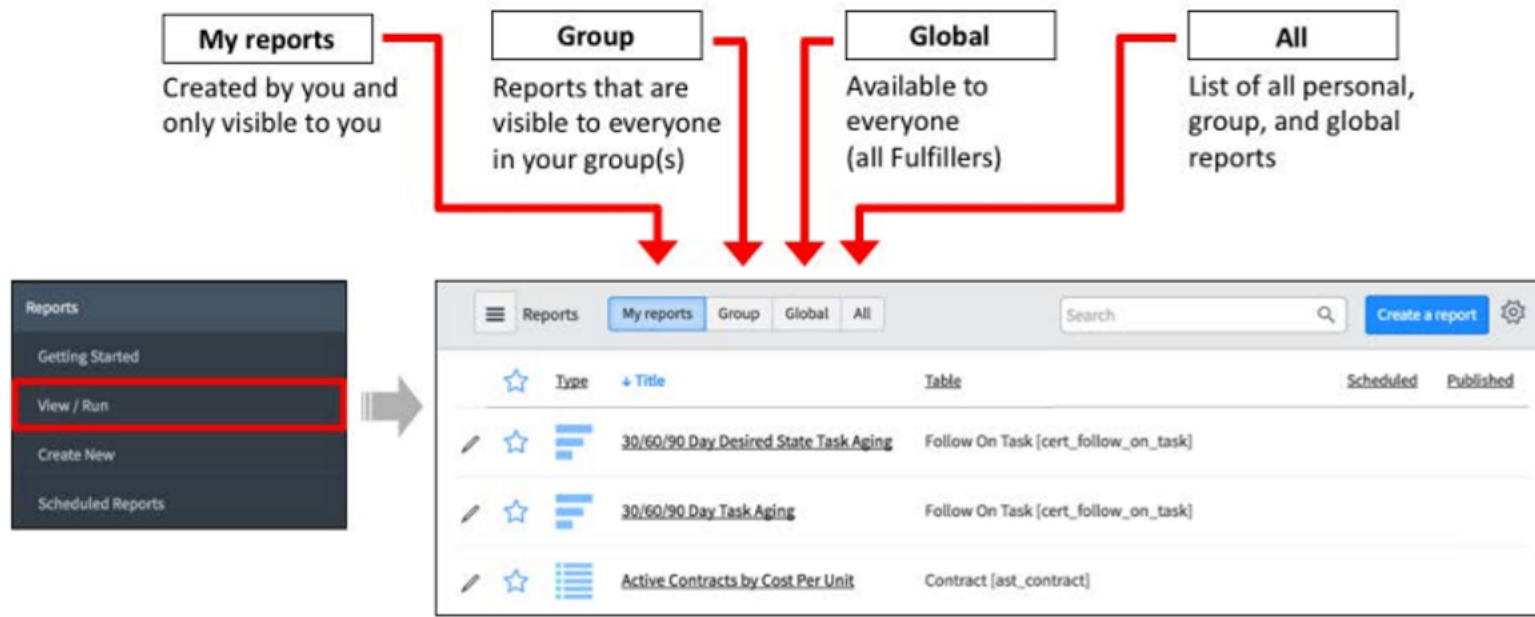 My reports
Created by you and
only visible to you
Group
Reports that are
visible to everyone
in your group(s)
Global
Available to
everyone
(all Fulfillers)
All
List of all personal,
group, and global
reports
Reports
Getting Started
View / Run
Create New
Scheduled Reports
Reports My reports Group Global All Search Create a report
Type ↓ Title Table Scheduled Published
30/60/90 Day Desired State Task Aging Follow On Task [cert_follow_on_task]
30/60/90 Day Task Aging Follow On Task [cert_follow_on_task]
Active Contracts by Cost Per Unit Contract [ast_contract]